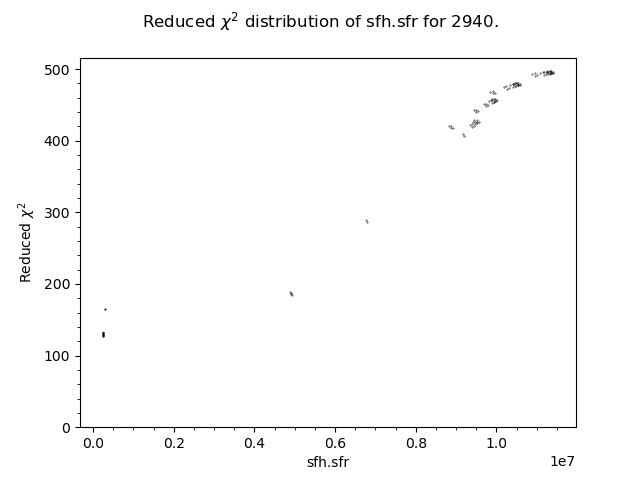 Reduced χ² distribution of sfh.sfr for 2940.
500
400
300
200
100
0
Reduced χ²
0.0 0.2 0.4 0.6 0.8 1.0
1e7
sfh.sfr